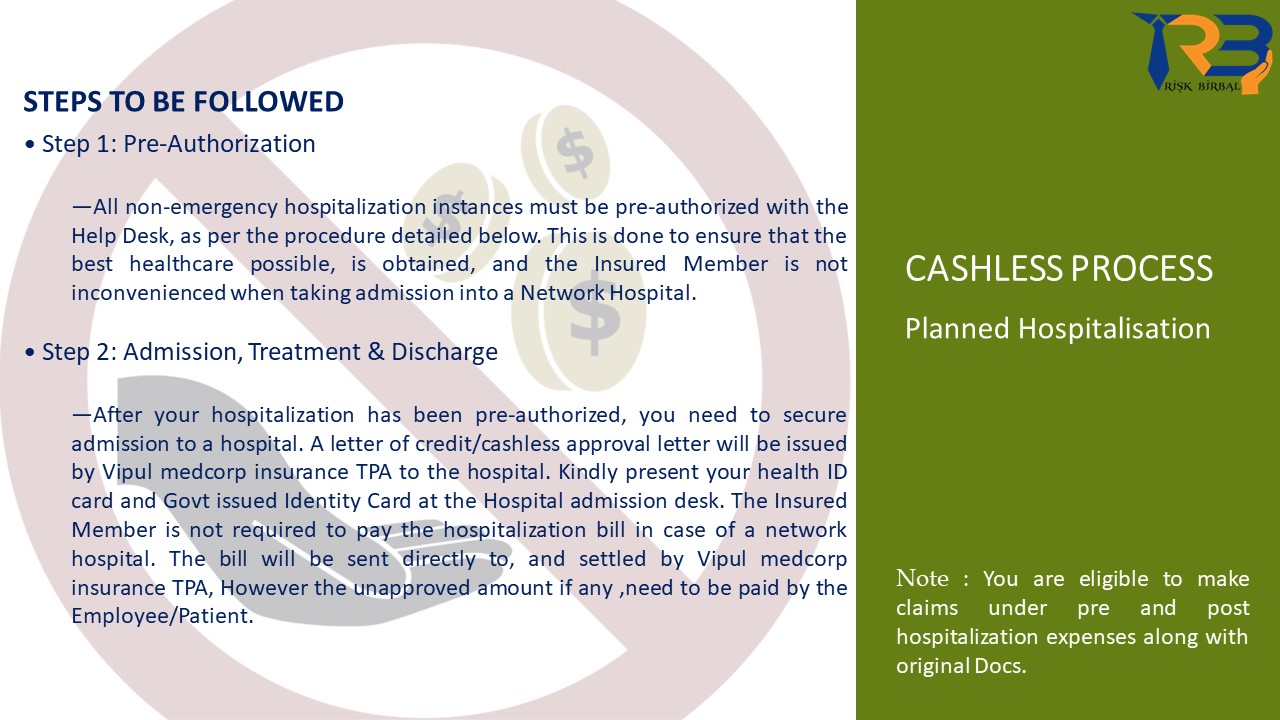 STEPS TO BE FOLLOWED
• Step 1: Pre-Authorization
—All non-emergency hospitalization instances must be pre-authorized with the
Help Desk, as per the procedure detailed below. This is done to ensure that the
best healthcare possible, is obtained, and the Insured Member is not
inconvenienced when taking admission into a Network Hospital.
• Step 2: Admission, Treatment & Discharge
—After your hospitalization has been pre-authorized, you need to secure
admission to a hospital. A letter of credit/cashless approval letter will be issued
by Vipul medcorp insurance TPA to the hospital. Kindly present your health ID
card and Govt issued Identity Card at the Hospital admission desk. The Insured
Member is not required to pay the hospitalization bill in case of a network
hospital. The bill will be sent directly to, and settled by Vipul medcorp
insurance TPA, However the unapproved amount if any ,need to be paid by the
Employee/Patient.
$
$
$
RB
RISK BIRBAL
CASHLESS PROCESS
Planned Hospitalisation
Note : You are eligible to make
claims under pre and post
hospitalization expenses along with
original Docs.